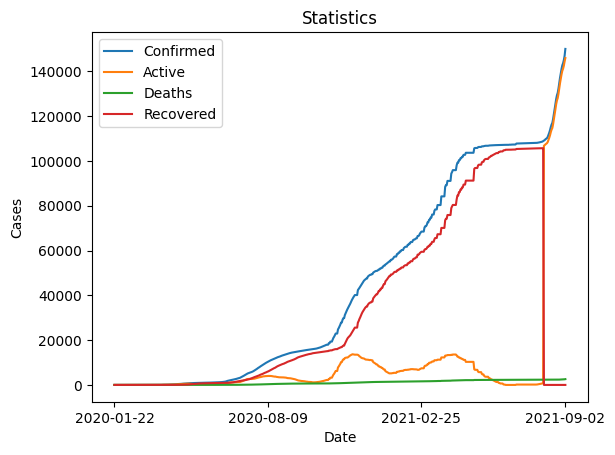 Statistics
Confirmed
Active
Deaths
Recovered
Cases
140000
120000
100000
80000
60000
40000
20000
0
2020-01-22 2020-08-09 2021-02-25 2021-09-02
Date